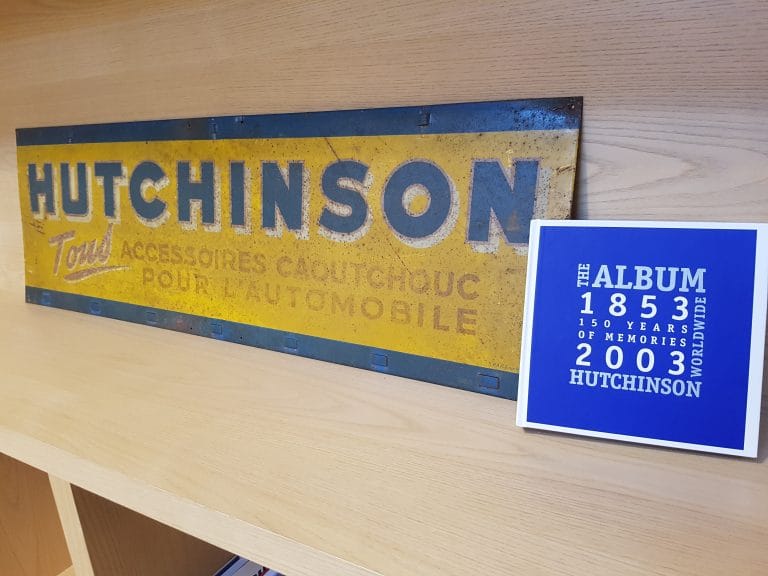 HUTCHINSON
Tous ACCESSOIRES CAOUTCHOUC
POUR L'AUTOMOBILE
THE ALBUM
1853
150 YEARS
OF MEMORIES
2003
HUTCHINSON
WORLDWIDE